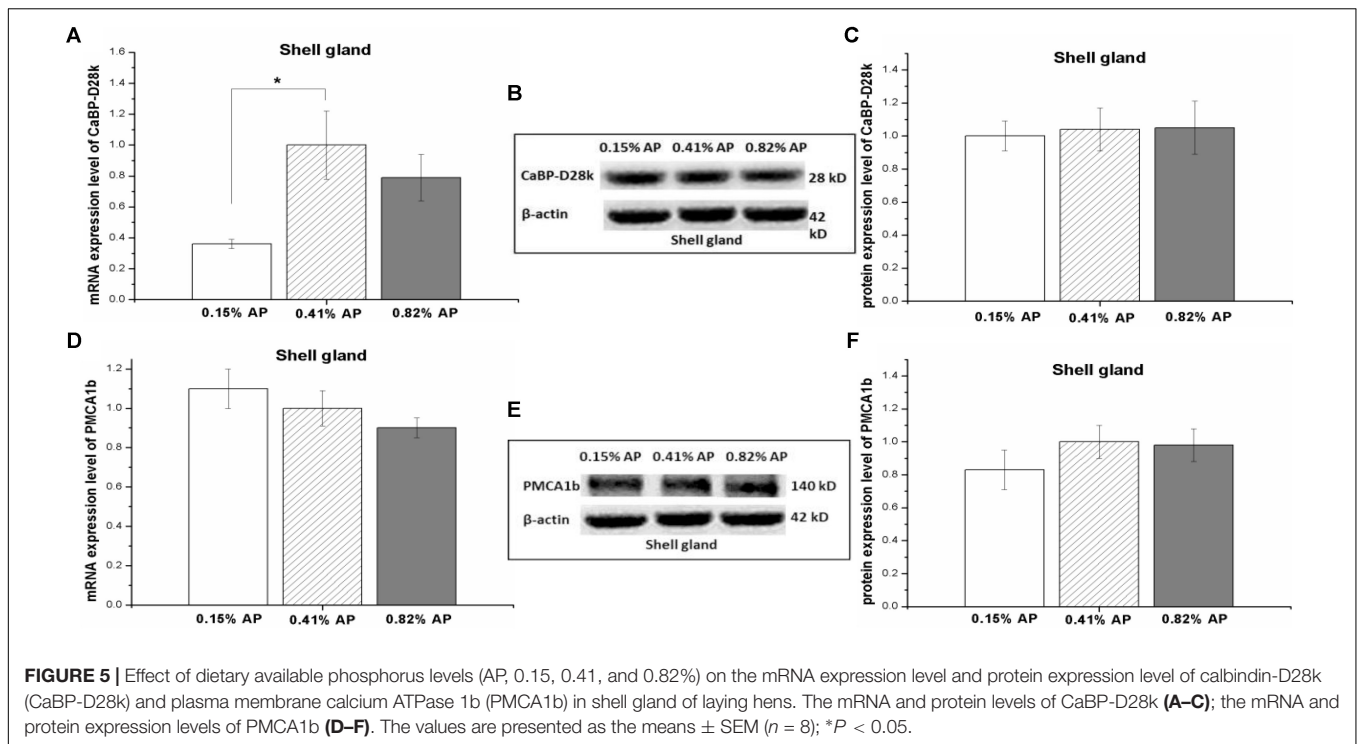 A
Shell gland
mRNA expression level of CaBP-D28k
1.6
1.4
1.2
1.0
0.8
0.6
0.4
0.2
0.0
*
0.15% AP
0.41% AP
0.82% AP
B
0.15% AP 0.41% AP 0.82% AP
CaBP-D28k
28 kD
β-actin
42
kD
Shell gland
C
Shell gland
protein expression level of CaBP-D28k
1.4
1.2
1.0
0.8
0.6
0.4
0.2
0.0
0.15% AP
0.41% AP
0.82% AP
D
Shell gland
mRNA expression level of PMCA1b
1.2
1.0
0.8
0.6
0.4
0.2
0.0
0.15% AP
0.41% AP
0.82% AP
E
0.15% AP 0.41% AP 0.82% AP
PMCA1b
140 kD
β-actin
42 kD
Shell gland
F
Shell gland
protein expression level of PMCA1b
1.4
1.2
1.0
0.8
0.6
0.4
0.2
0.0
0.15% AP
0.41% AP
0.82% AP
FIGURE 5 | Effect of dietary available phosphorus levels (AP, 0.15, 0.41, and 0.82%) on the mRNA expression level and protein expression level of calbindin-D28k
(CaBP-D28k) and plasma membrane calcium ATPase 1b (PMCA1b) in shell gland of laying hens. The mRNA and protein levels of CaBP-D28k (A–C); the mRNA and
protein expression levels of PMCA1b (D–F). The values are presented as the means ± SEM (n = 8); *P < 0.05.